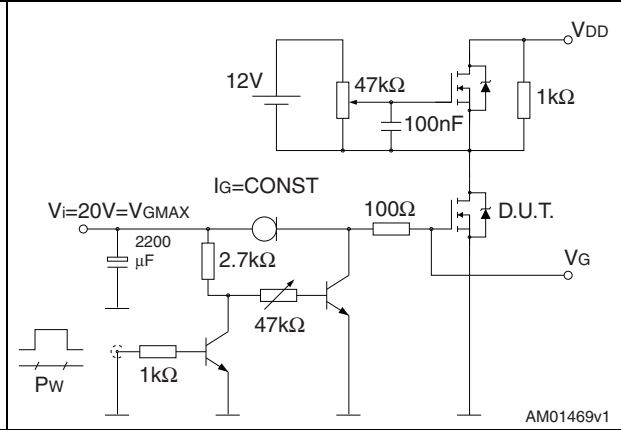 VDD
12V
47kΩ
1kΩ
100nF
IG=CONST
Vi=20V=VGMAX
100Ω
D.U.T.
2200
μF
2.7kΩ
VG
47kΩ
1kΩ
PW
AM01469v1